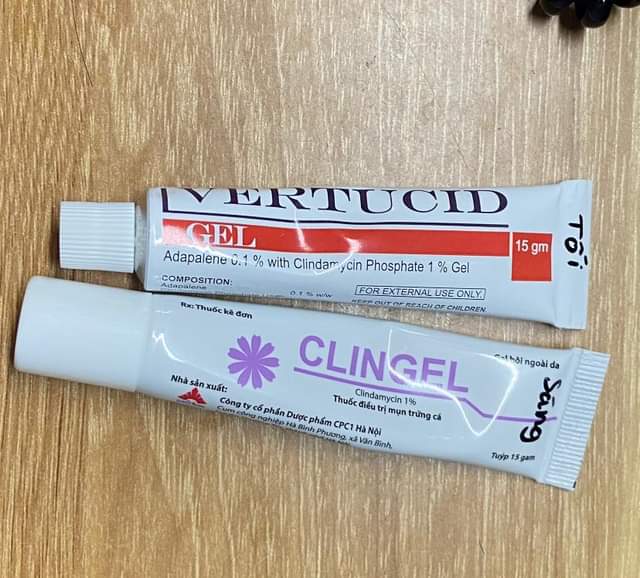 VERTUCID
GEL
15 gm
Tối
Adapalene 0.1 % with Clindamycin Phosphate 1 % Gel
COMPOSITION:
Adapalene 0.1 % w/w
FOR EXTERNAL USE ONLY.
KEEP OUT OF REACH OF CHILDREN
Rx: Thuốc kê đơn
Gel bôi ngoài da
CLINGEL
Clindamycin 1%
Thuốc điều trị mụn trứng cá
Sáng
Nhà sản xuất:
Công ty cổ phần Dược phẩm CPC1 Hà Nội
Cụm công nghiệp Hà Bình Phương, xã Văn Bình,
Tuýp 15 gam